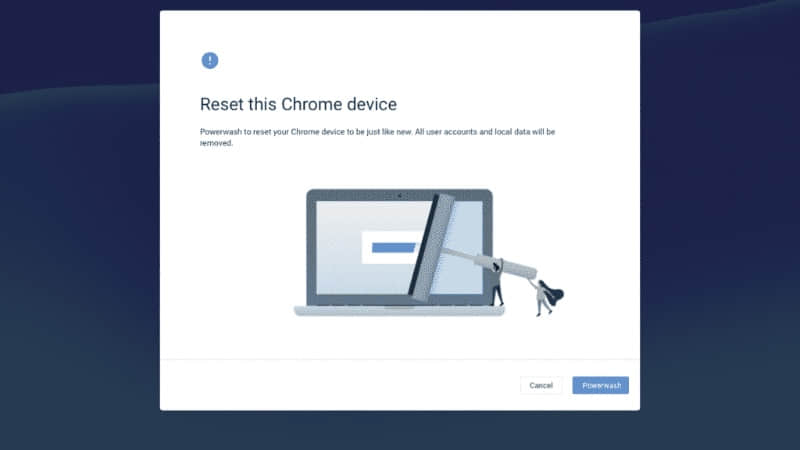 Reset this Chrome device
Powerwash to reset your Chrome device to be just like new. All user accounts and local data will be
removed.
Cancel
Powerwash